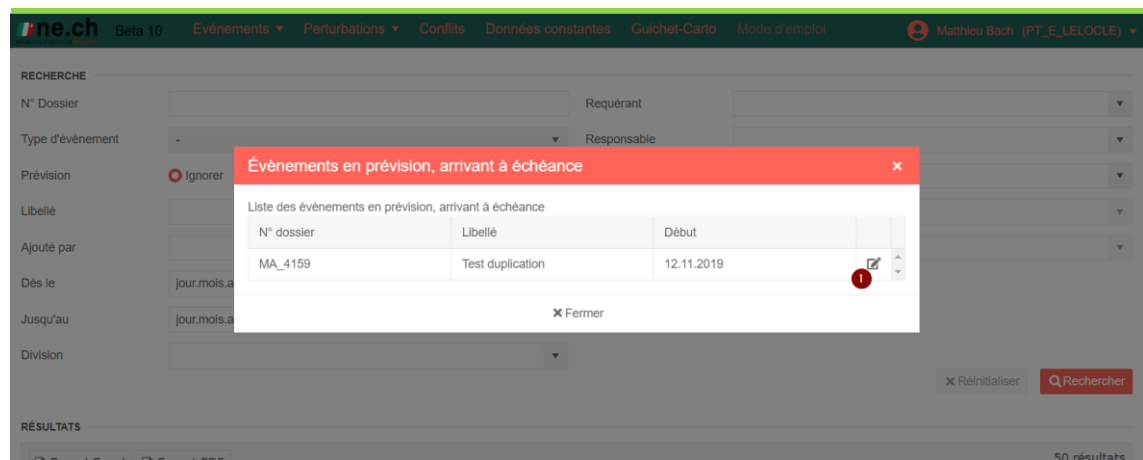 ne.ch Beta 10 Evénements Perturbations Conflits Données constantes Guichet-Carto Mode d'emploi Matthieu Bach (PT_E_LELOCLE)
RECHERCHE
N° Dossier Requérant
Type d'événement - Responsable
Évènements en prévision, arrivant à échéance ×
Prévision Ignorer
Liste des évènements en prévision, arrivant à échéance
Libellé
N° dossier Libellé Début
Ajouté par
MA_4159 Test duplication 12.11.2019
1
Dès le jour.mois.a
Fermer
Jusqu'au jour.mois.a
Division
Réinitialiser Rechercher
RÉSULTATS
50 résultats